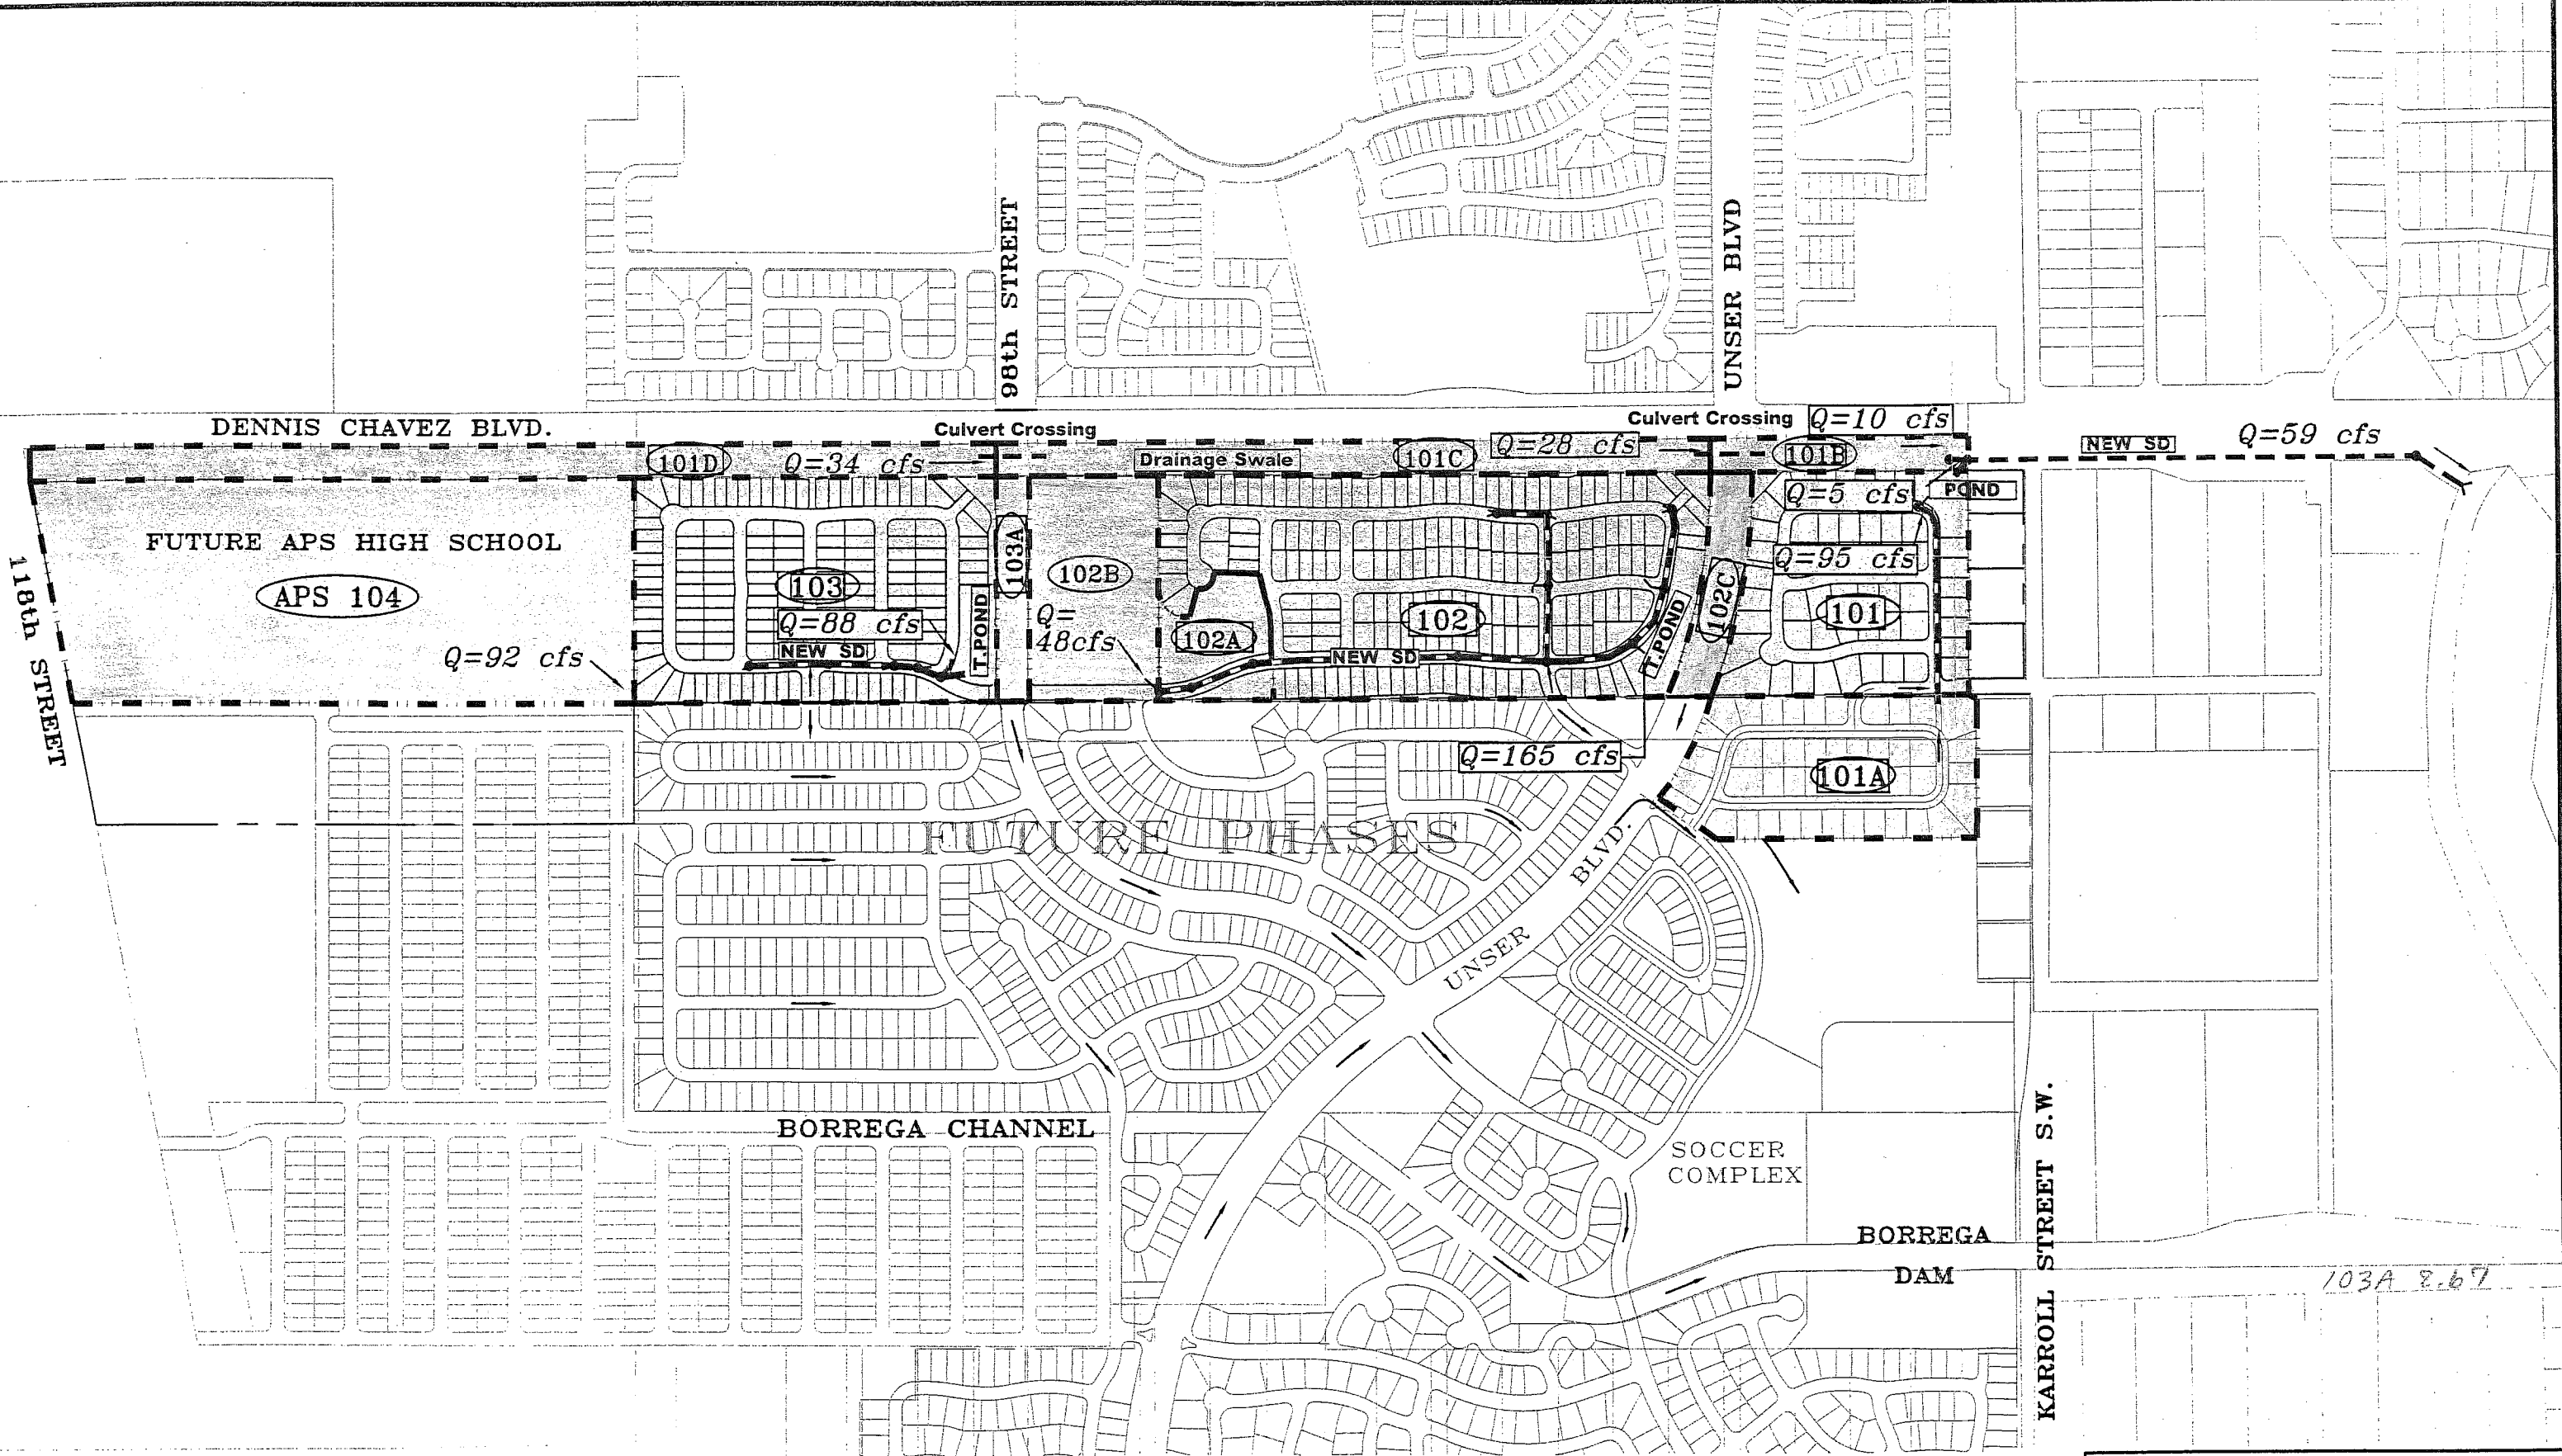 98th STREET
UNSER BLVD
DENNIS CHAVEZ BLVD.
Culvert Crossing
Culvert Crossing
Q=10 cfs
101D
Q=34 cfs
Drainage Swale
101C
Q=28 cfs
101B
NEW SD
Q=59 cfs
Q=5 cfs
POND
FUTURE APS HIGH SCHOOL
APS 104
118th STREET
103
Q=88 cfs
NEW SD
T.POND
103A
102B
Q=
48cfs
102A
102
NEW SD
T.POND
102C
Q=95 cfs
101
Q=92 cfs
Q=165 cfs
101A
FUTURE PHASES
UNSER BLVD.
BORREGA CHANNEL
SOCCER
COMPLEX
BORREGA
DAM
KARROLL STREET S.W.
103A 8.67